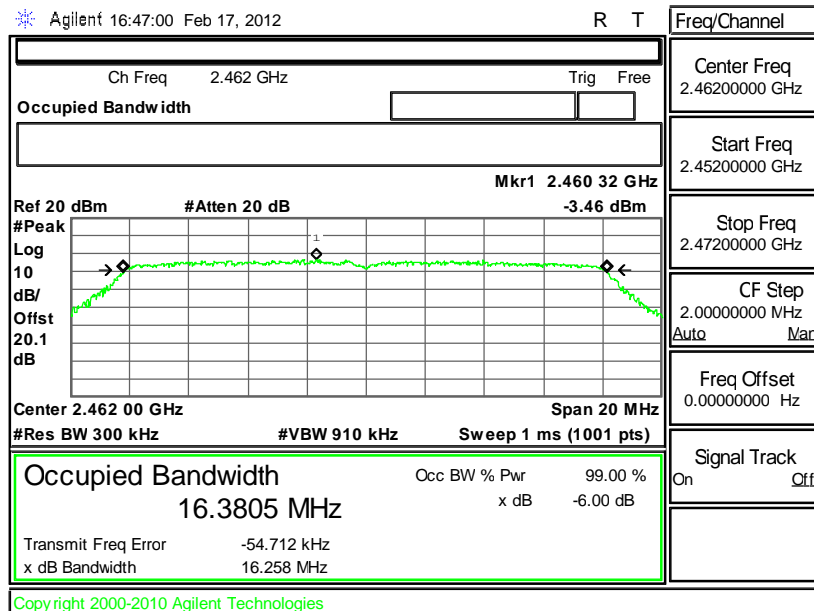 Agilent 16:47:00 Feb 17, 2012 R T
Freq/Channel
Ch Freq 2.462 GHz Trig Free
Occupied Bandwidth
Center Freq
2.46200000 GHz
Start Freq
2.45200000 GHz
Stop Freq
2.47200000 GHz
CF Step
2.00000000 MHz
Auto Man
Freq Offset
0.00000000 Hz
Signal Track
On Off
Mkr1 2.460 32 GHz
Ref 20 dBm #Atten 20 dB -3.46 dBm
#Peak
Log
10
dB/
Offst
20.1
dB
1
Center 2.462 00 GHz Span 20 MHz
#Res BW 300 kHz #VBW 910 kHz Sweep 1 ms (1001 pts)
Occupied Bandwidth
16.3805 MHz
Occ BW % Pwr 99.00 %
x dB -6.00 dB
Transmit Freq Error -54.712 kHz
x dB Bandwidth 16.258 MHz
Copyright 2000-2010 Agilent Technologies